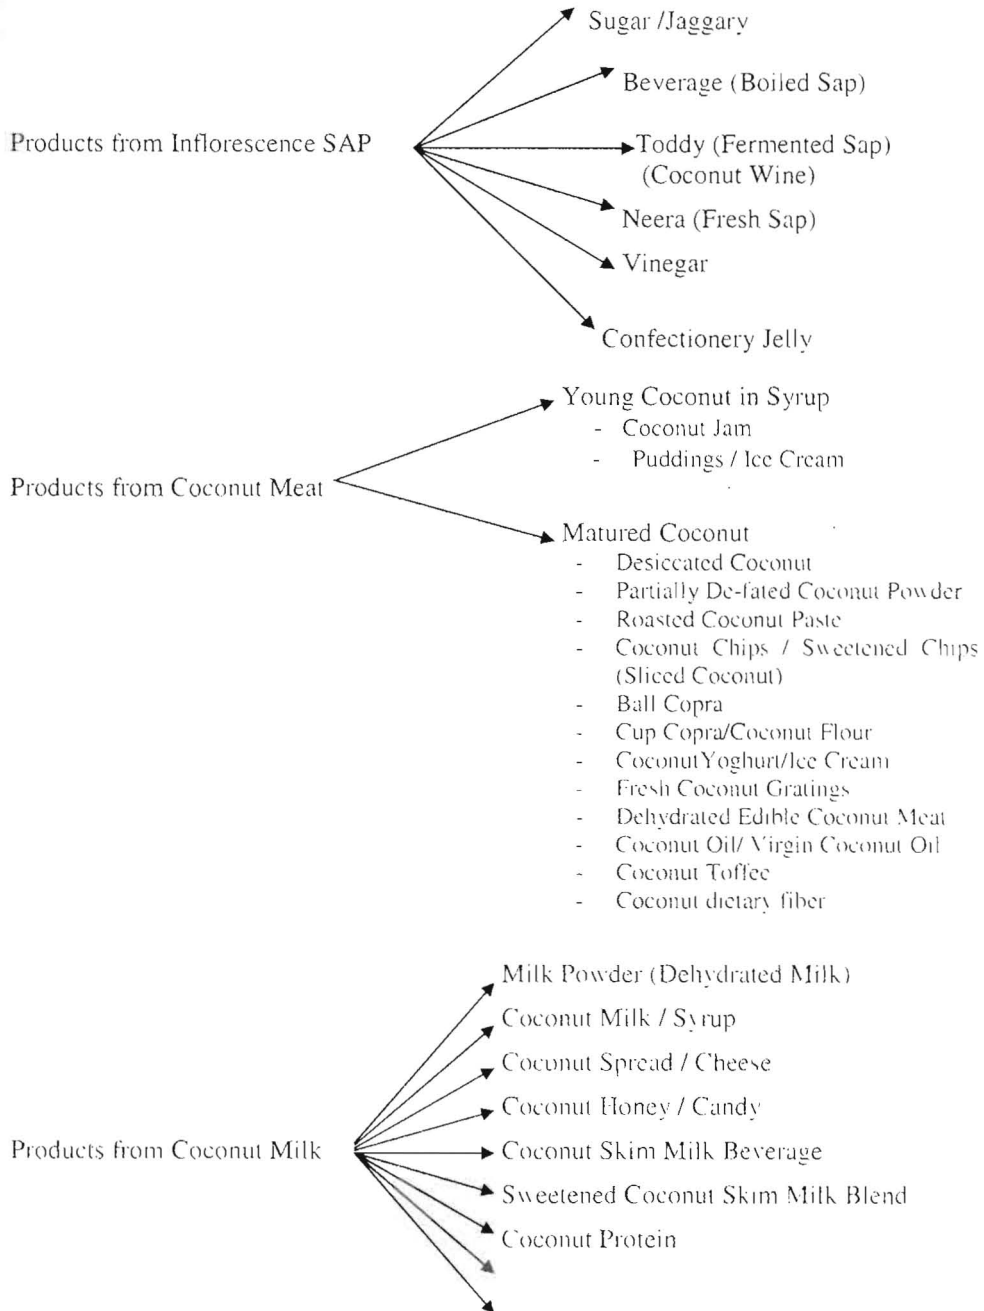 Sugar /Jaggary
Beverage (Boiled Sap)
Products from Inflorescence SAP
Toddy (Fermented Sap)
(Coconut Wine)
Neera (Fresh Sap)
Vinegar
Confectionery Jelly
Young Coconut in Syrup
- Coconut Jam
- Puddings / Ice Cream
Products from Coconut Meat
Matured Coconut
- Desiccated Coconut
- Partially De-fated Coconut Powder
- Roasted Coconut Paste
- Coconut Chips / Sweetened Chips
(Sliced Coconut)
- Ball Copra
- Cup Copra/Coconut Flour
- CoconutYoghurt/Ice Cream
- Fresh Coconut Gratings
- Dehydrated Edible Coconut Meat
- Coconut Oil/ Virgin Coconut Oil
- Coconut Toffee
- Coconut dietary fiber
Milk Powder (Dehydrated Milk)
Coconut Milk / Syrup
Coconut Spread / Cheese
Coconut Honey / Candy
Products from Coconut Milk
Coconut Skim Milk Beverage
Sweetened Coconut Skim Milk Blend
Coconut Protein